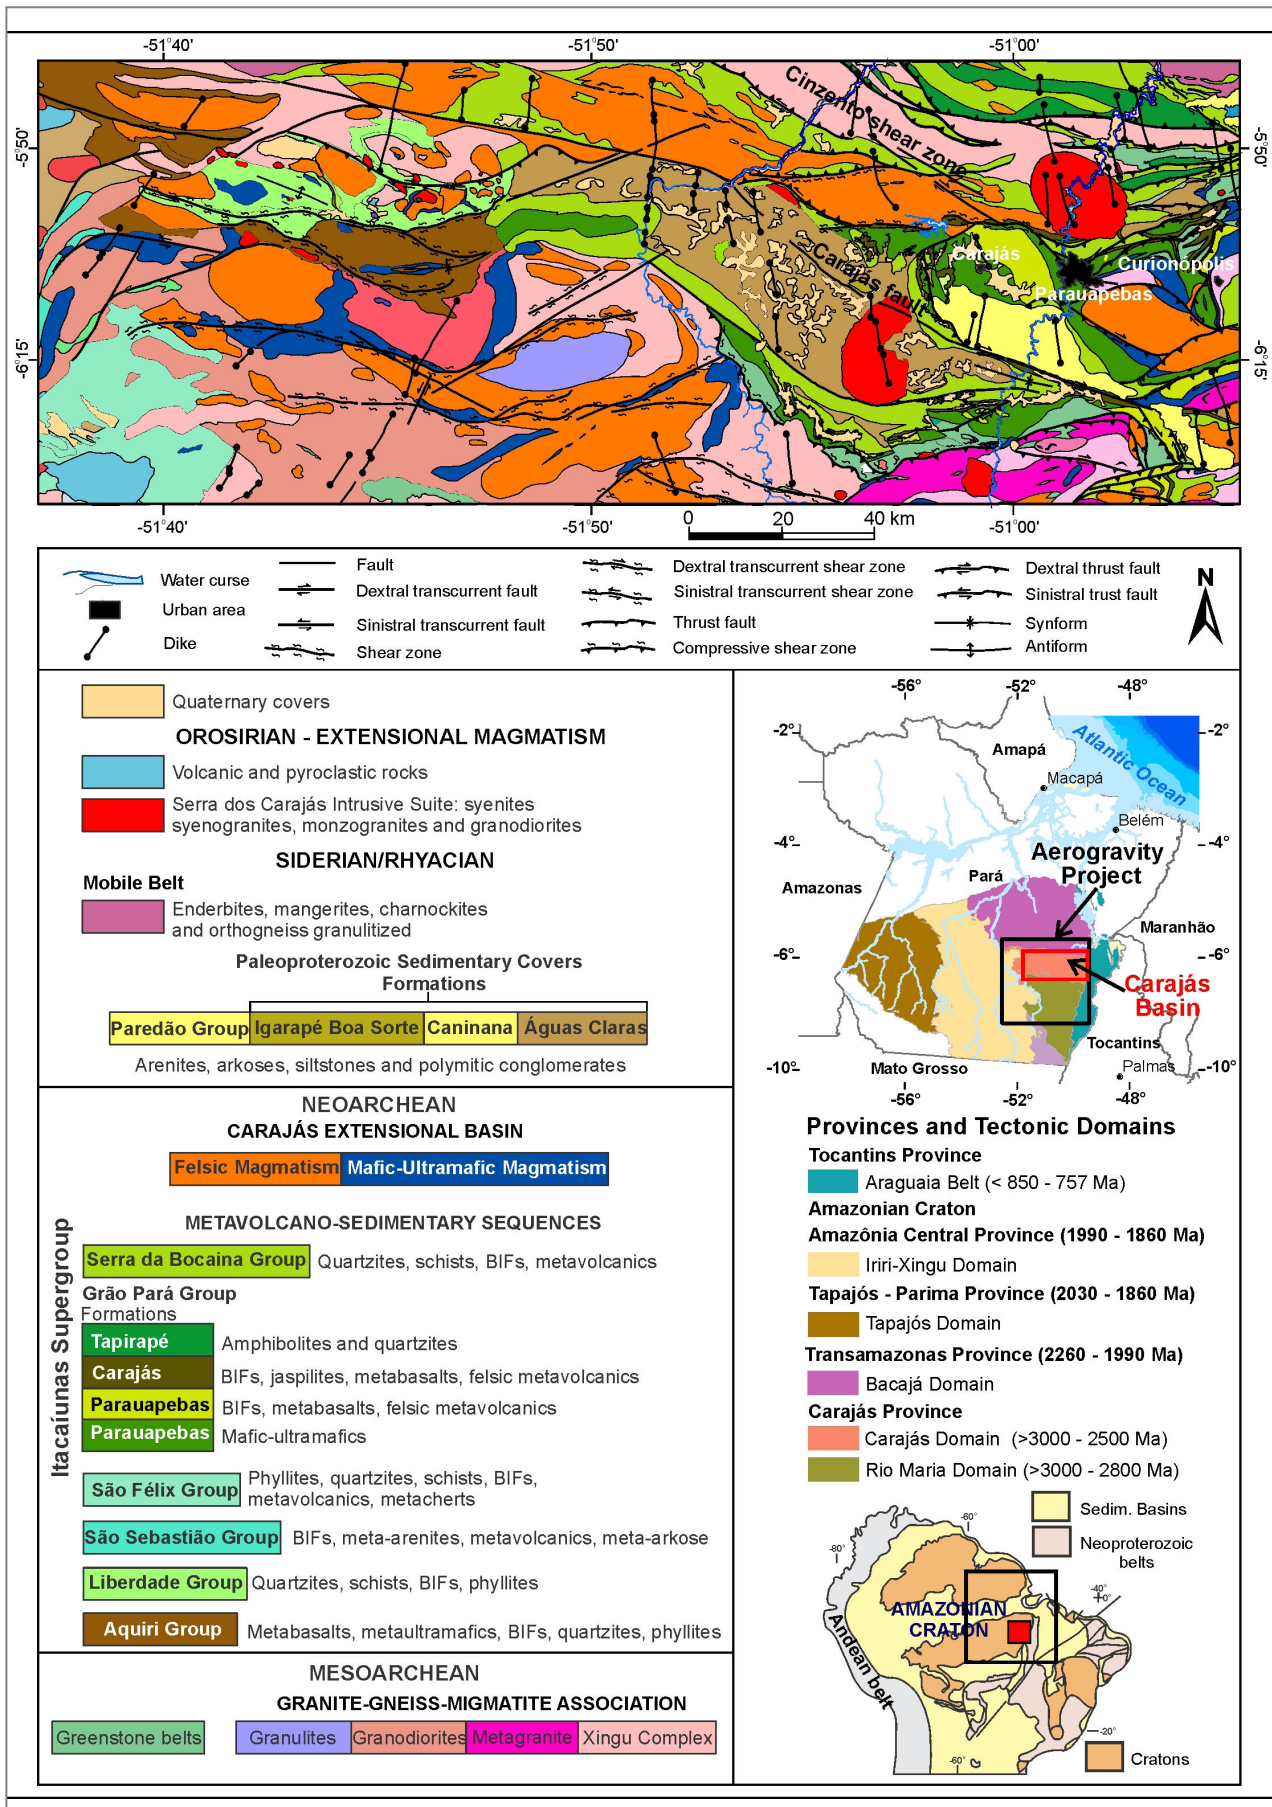 -51°40' -51°50' -51°00'
-5°50' -5°50'
Cinzento shear zone
Carajás
Curionópolis
Parauapebas
Carajás fault
-6°15' -6°15'
-51°40' -51°50' -51°00'
0 20 40 km
Water curse
Urban area
Dike
Fault
Dextral transcurrent fault
Sinistral transcurrent fault
Shear zone
Dextral transcurrent shear zone
Sinistral transcurrent shear zone
Thrust fault
Compressive shear zone
Dextral thrust fault
Sinistral trust fault
Synform
Antiform
N
Quaternary covers
OROSIRIAN - EXTENSIONAL MAGMATISM
Volcanic and pyroclastic rocks
Serra dos Carajás Intrusive Suite: syenites
syenogranites, monzogranites and granodiorites
SIDERIAN/RHYACIAN
Mobile Belt
Enderbites, mangerites, charnockites
and orthogneiss granulitized
Paleoproterozoic Sedimentary Covers
Formations
Paredão Group Igarapé Boa Sorte Caninana Águas Claras
Arenites, arkoses, siltstones and polymitic conglomerates
NEOARCHEAN
CARAJÁS EXTENSIONAL BASIN
Felsic Magmatism Mafic-Ultramafic Magmatism
METAVOLCANO-SEDIMENTARY SEQUENCES
Itacaíunas Supergroup
Serra da Bocaina Group Quartzites, schists, BIFs, metavolcanics
Grão Pará Group
Formations
Tapirapé Amphibolites and quartzites
Carajás BIFs, jaspilites, metabasalts, felsic metavolcanics
Parauapebas BIFs, metabasalts, felsic metavolcanics
Parauapebas Mafic-ultramafics
São Félix Group Phyllites, quartzites, schists, BIFs,
metavolcanics, metacherts
São Sebastião Group BIFs, meta-arenites, metavolcanics, meta-arkose
Liberdade Group Quartzites, schists, BIFs, phyllites
Aquiri Group Metabasalts, metaultramafics, BIFs, quartzites, phyllites
MESOARCHEAN
GRANITE-GNEISS-MIGMATITE ASSOCIATION
Greenstone belts Granulites Granodiorites Metagranite Xingu Complex
-56° -52° -48°
-2° -2°
Amapá
Atlantic Ocean
Macapá
Belém
-4° -4°
Aerogravity
Project
Pará
Amazonas
Maranhão
-6° -6°
Carajás
Basin
Tocantins
Mato Grosso
Palmas
-10° -10°
-56° -52° -48°
Provinces and Tectonic Domains
Tocantins Province
Araguaia Belt (< 850 - 757 Ma)
Amazonian Craton
Amazônia Central Province (1990 - 1860 Ma)
Iriri-Xingu Domain
Tapajós - Parima Province (2030 - 1860 Ma)
Tapajós Domain
Transamazonas Province (2260 - 1990 Ma)
Bacajá Domain
Carajás Province
Carajás Domain (>3000 - 2500 Ma)
Rio Maria Domain (>3000 - 2800 Ma)
Sedim. Basins
Neoproterozoic
belts
-60°
-80°
-40°
AMAZONIAN
CRATON
Andean belt
-20°
-60°
Cratons